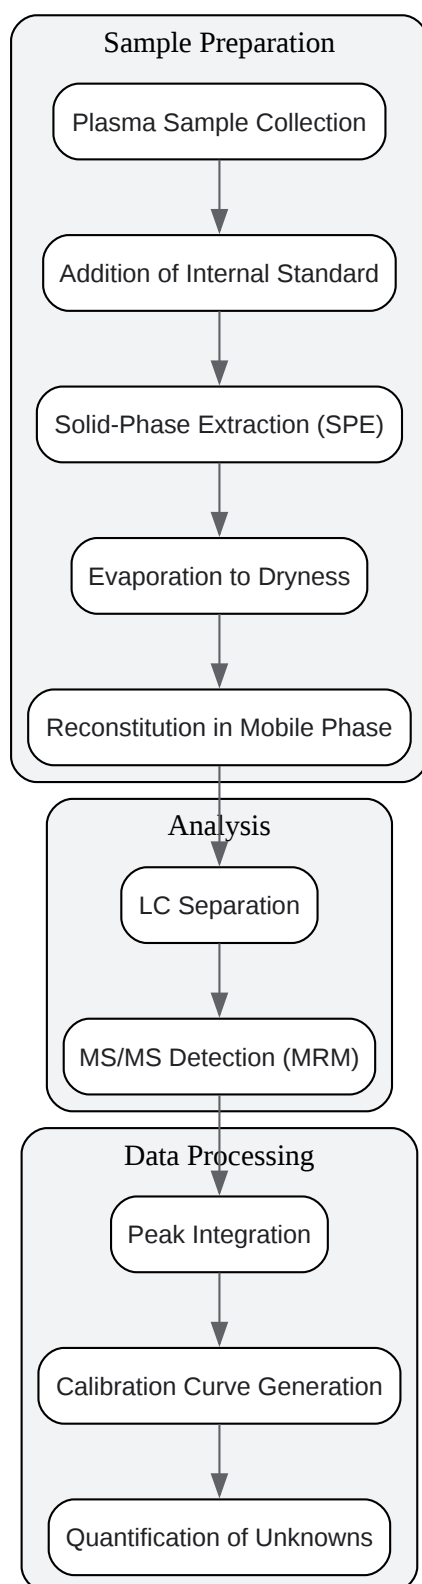 Sample Preparation
Plasma Sample Collection
Addition of Internal Standard
Solid-Phase Extraction (SPE)
Evaporation to Dryness
Reconstitution in Mobile Phase
Analysis
LC Separation
MS/MS Detection (MRM)
Data Processing
Peak Integration
Calibration Curve Generation
Quantification of Unknowns